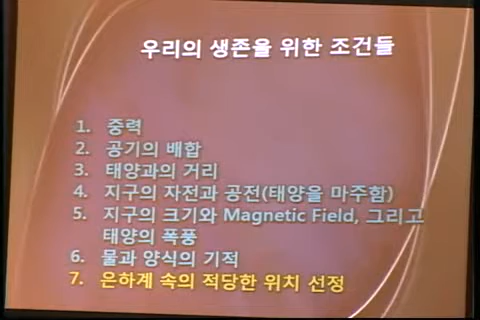 우리의 생존을 위한 조건들
1. 중력
2. 공기의 배합
3. 태양과의 거리
4. 지구의 자전과 공전(태양을 마주함)
5. 지구의 크기와 Magnetic Field, 그리고
태양의 폭풍
6. 물과 양식의 기적
7. 은하계 속의 적당한 위치 선정